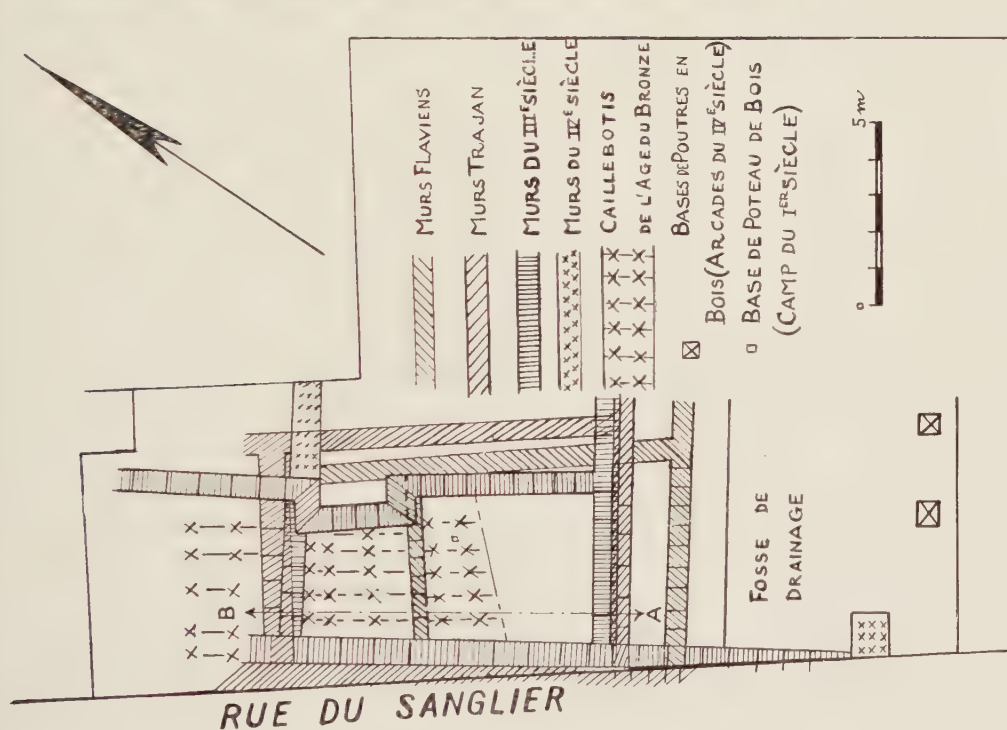 MURS FLAVIENS
MURS TRAJAN
MURS DU IIIE SIÈCLE
MURS DU IVE SIÈCLE
CAILLEBOTIS
DE L'AGE DU BRONZE
BASES DE POUTRES EN
BOIS (ARCADES DU IVE SIÈCLE)
BASE DE POTEAU DE BOIS
(CAMP DU IER SIÈCLE)
0 5m
FOSSE DE
DRAINAGE
B
A
RUE DU SANGLIER